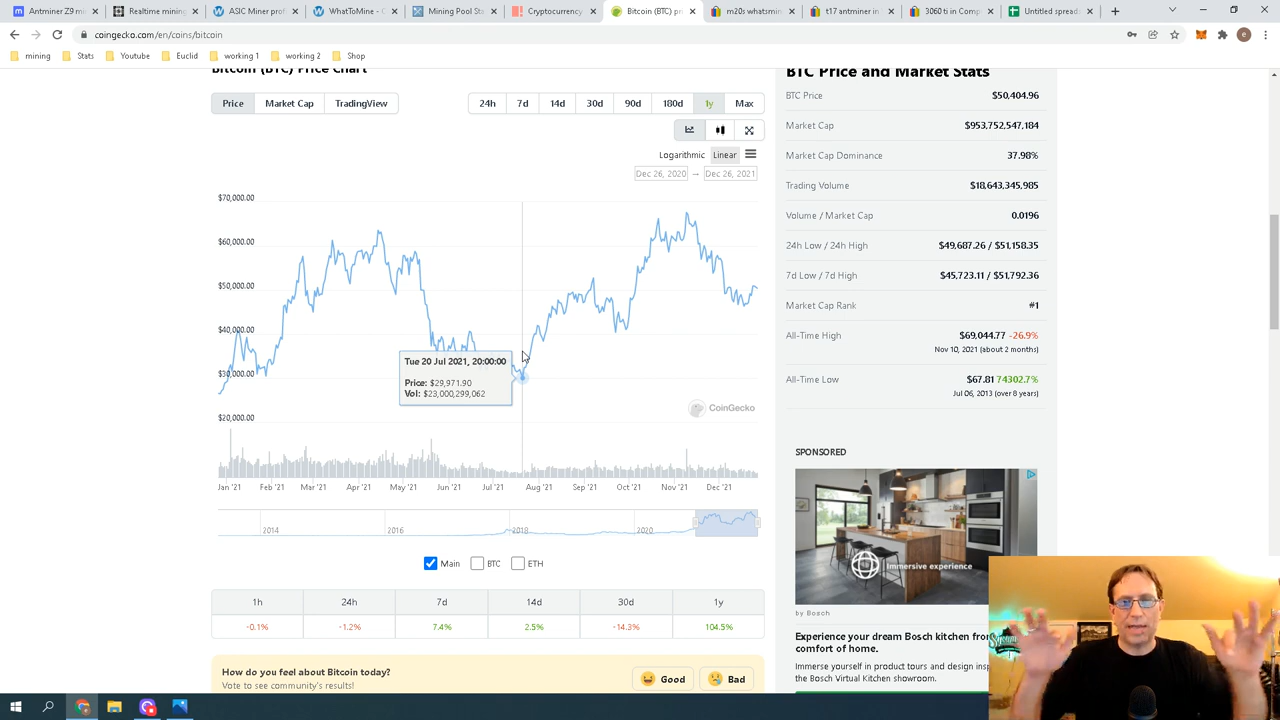 Antminer Z9 mi
Realtime mining
ASIC Miner prof
WhatToMine - C
Mining Pool Sta
Cryptocurrency
Bitcoin (BTC) pri
m20s whatsmin
t17 antminer in
3060 ti in Comp
Untitled spreads
coingecko.com/en/coins/bitcoin
mining
Stats
Youtube
Euclid
working 1
working 2
Shop
Bitcoin (BTC) Price Chart
Price
Market Cap
TradingView
24h
7d
14d
30d
90d
180d
1y
Max
Logarithmic
Linear
Dec 26, 2020 → Dec 26, 2021
$70,000.00
$60,000.00
$50,000.00
$40,000.00
$30,000.00
$20,000.00
Tue 20 Jul 2021, 20:00:00
Price: $29,971.90
Vol: $23,000,299,062
CoinGecko
Jan '21
Feb '21
Mar '21
Apr '21
May '21
Jun '21
Jul '21
Aug '21
Sep '21
Oct '21
Nov '21
Dec '21
2014
2016
2018
2020
Main
BTC
ETH
1h
24h
7d
14d
30d
1y
-0.1%
-1.2%
7.4%
2.5%
-14.3%
104.5%
How do you feel about Bitcoin today?
Vote to see community's results!
Good
Bad
BTC Price and Market Stats
BTC Price
$50,404.96
Market Cap
$953,752,547,184
Market Cap Dominance
37.98%
Trading Volume
$18,643,345,985
Volume / Market Cap
0.0196
24h Low / 24h High
$49,687.26 / $51,158.35
7d Low / 7d High
$45,723.11 / $51,792.36
Market Cap Rank
#1
All-Time High
$69,044.77 -26.9%
Nov 10, 2021 (about 2 months)
All-Time Low
$67.81 74302.7%
Jul 06, 2013 (over 8 years)
SPONSORED
Immersive experience
by Bosch
Experience your dream Bosch kitchen from
comfort of home.
Immerse yourself in product tours and design insp
the Bosch Virtual Kitchen showroom.